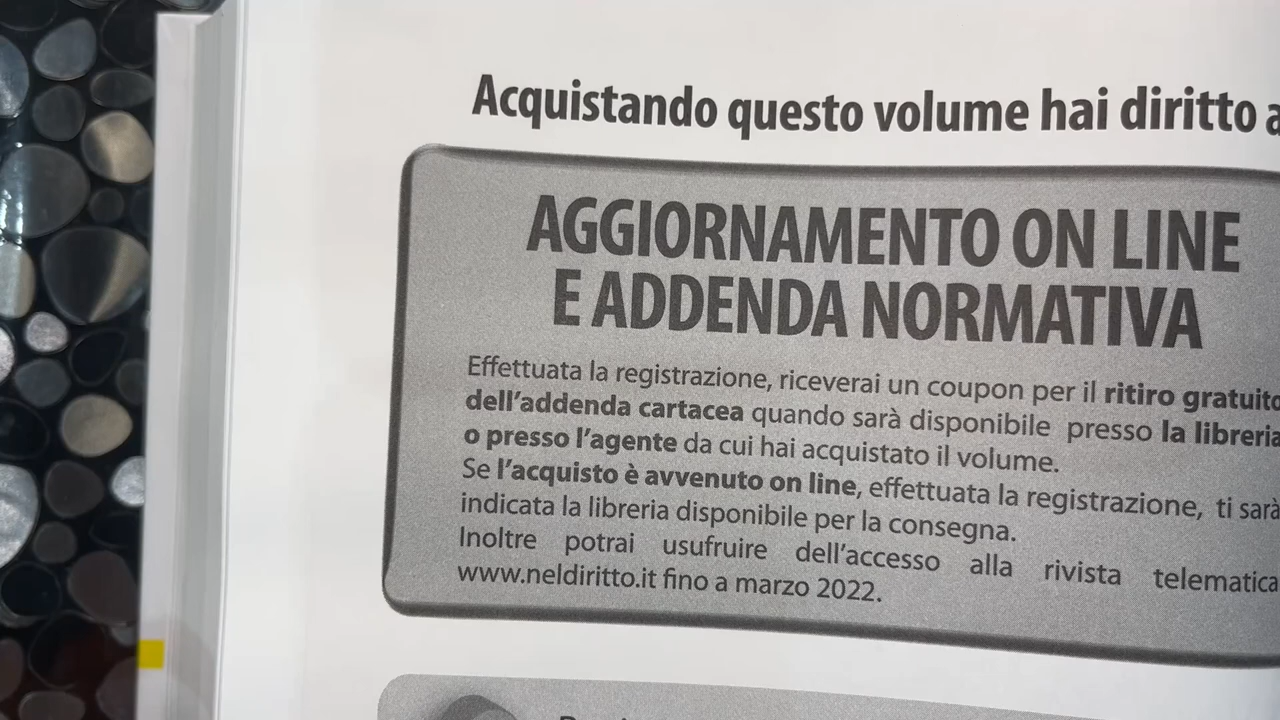 Acquistando questo volume hai diritto a
AGGIORNAMENTO ON LINE
E ADDENDA NORMATIVA
Effettuata la registrazione, riceverai un coupon per il ritiro gratuito
dell'addenda cartacea quando sarà disponibile presso la libreria
o presso l'agente da cui hai acquistato il volume.
Se l'acquisto è avvenuto on line, effettuata la registrazione, ti sarà
indicata la libreria disponibile per la consegna.
Inoltre potrai usufruire dell'accesso alla rivista telematica
www.neldiritto.it fino a marzo 2022.